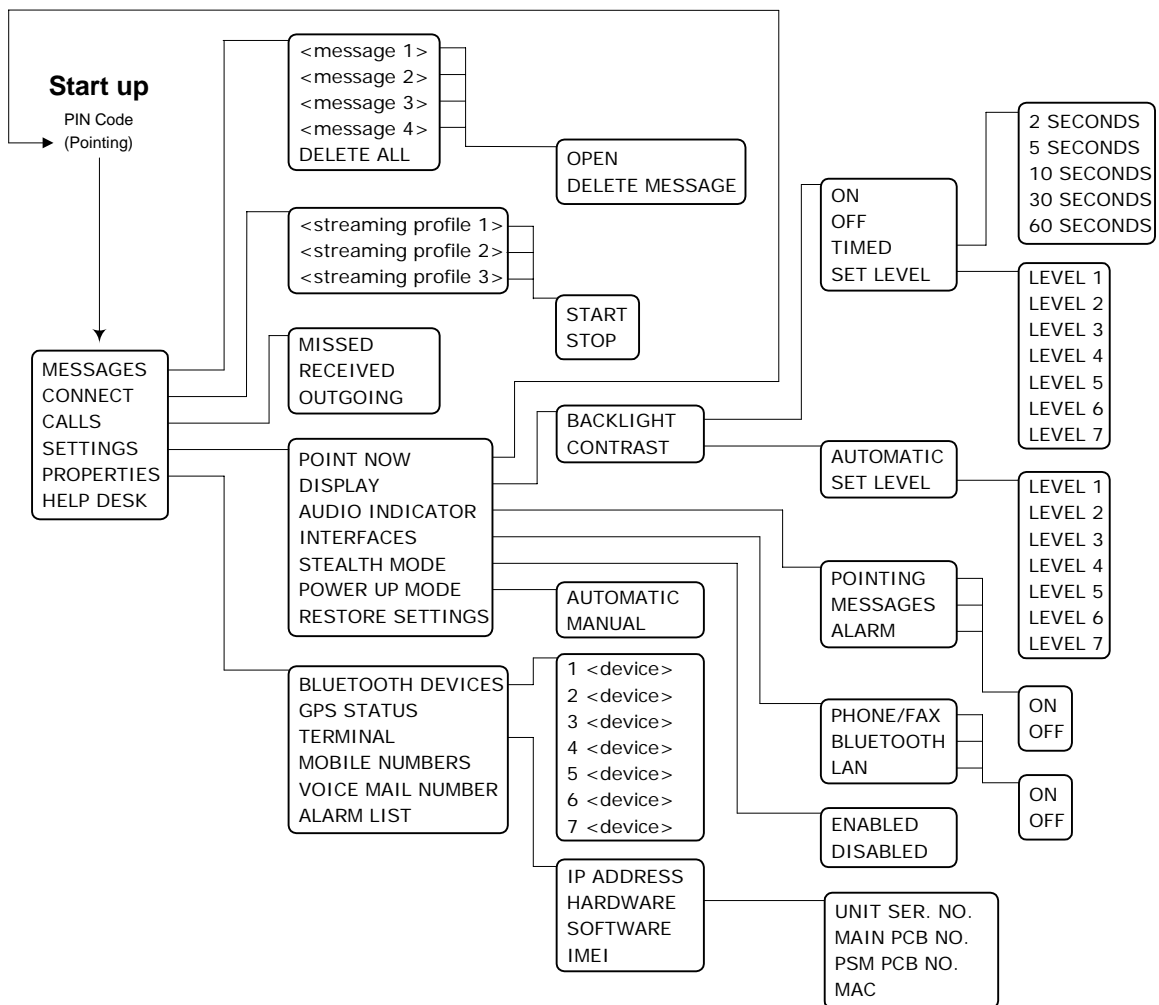 Start up
PIN Code
(Pointing)
MESSAGES
CONNECT
CALLS
SETTINGS
PROPERTIES
HELP DESK
<message 1>
<message 2>
<message 3>
<message 4>
DELETE ALL
OPEN
DELETE MESSAGE
<streaming profile 1>
<streaming profile 2>
<streaming profile 3>
START
STOP
MISSED
RECEIVED
OUTGOING
POINT NOW
DISPLAY
AUDIO INDICATOR
INTERFACES
STEALTH MODE
POWER UP MODE
RESTORE SETTINGS
BACKLIGHT
CONTRAST
ON
OFF
TIMED
SET LEVEL
2 SECONDS
5 SECONDS
10 SECONDS
30 SECONDS
60 SECONDS
LEVEL 1
LEVEL 2
LEVEL 3
LEVEL 4
LEVEL 5
LEVEL 6
LEVEL 7
AUTOMATIC
SET LEVEL
LEVEL 1
LEVEL 2
LEVEL 3
LEVEL 4
LEVEL 5
LEVEL 6
LEVEL 7
POINTING
MESSAGES
ALARM
ON
OFF
PHONE/FAX
BLUETOOTH
LAN
ON
OFF
ENABLED
DISABLED
AUTOMATIC
MANUAL
BLUETOOTH DEVICES
GPS STATUS
TERMINAL
MOBILE NUMBERS
VOICE MAIL NUMBER
ALARM LIST
1 <device>
2 <device>
3 <device>
4 <device>
5 <device>
6 <device>
7 <device>
IP ADDRESS
HARDWARE
SOFTWARE
IMEI
UNIT SER. NO.
MAIN PCB NO.
PSM PCB NO.
MAC